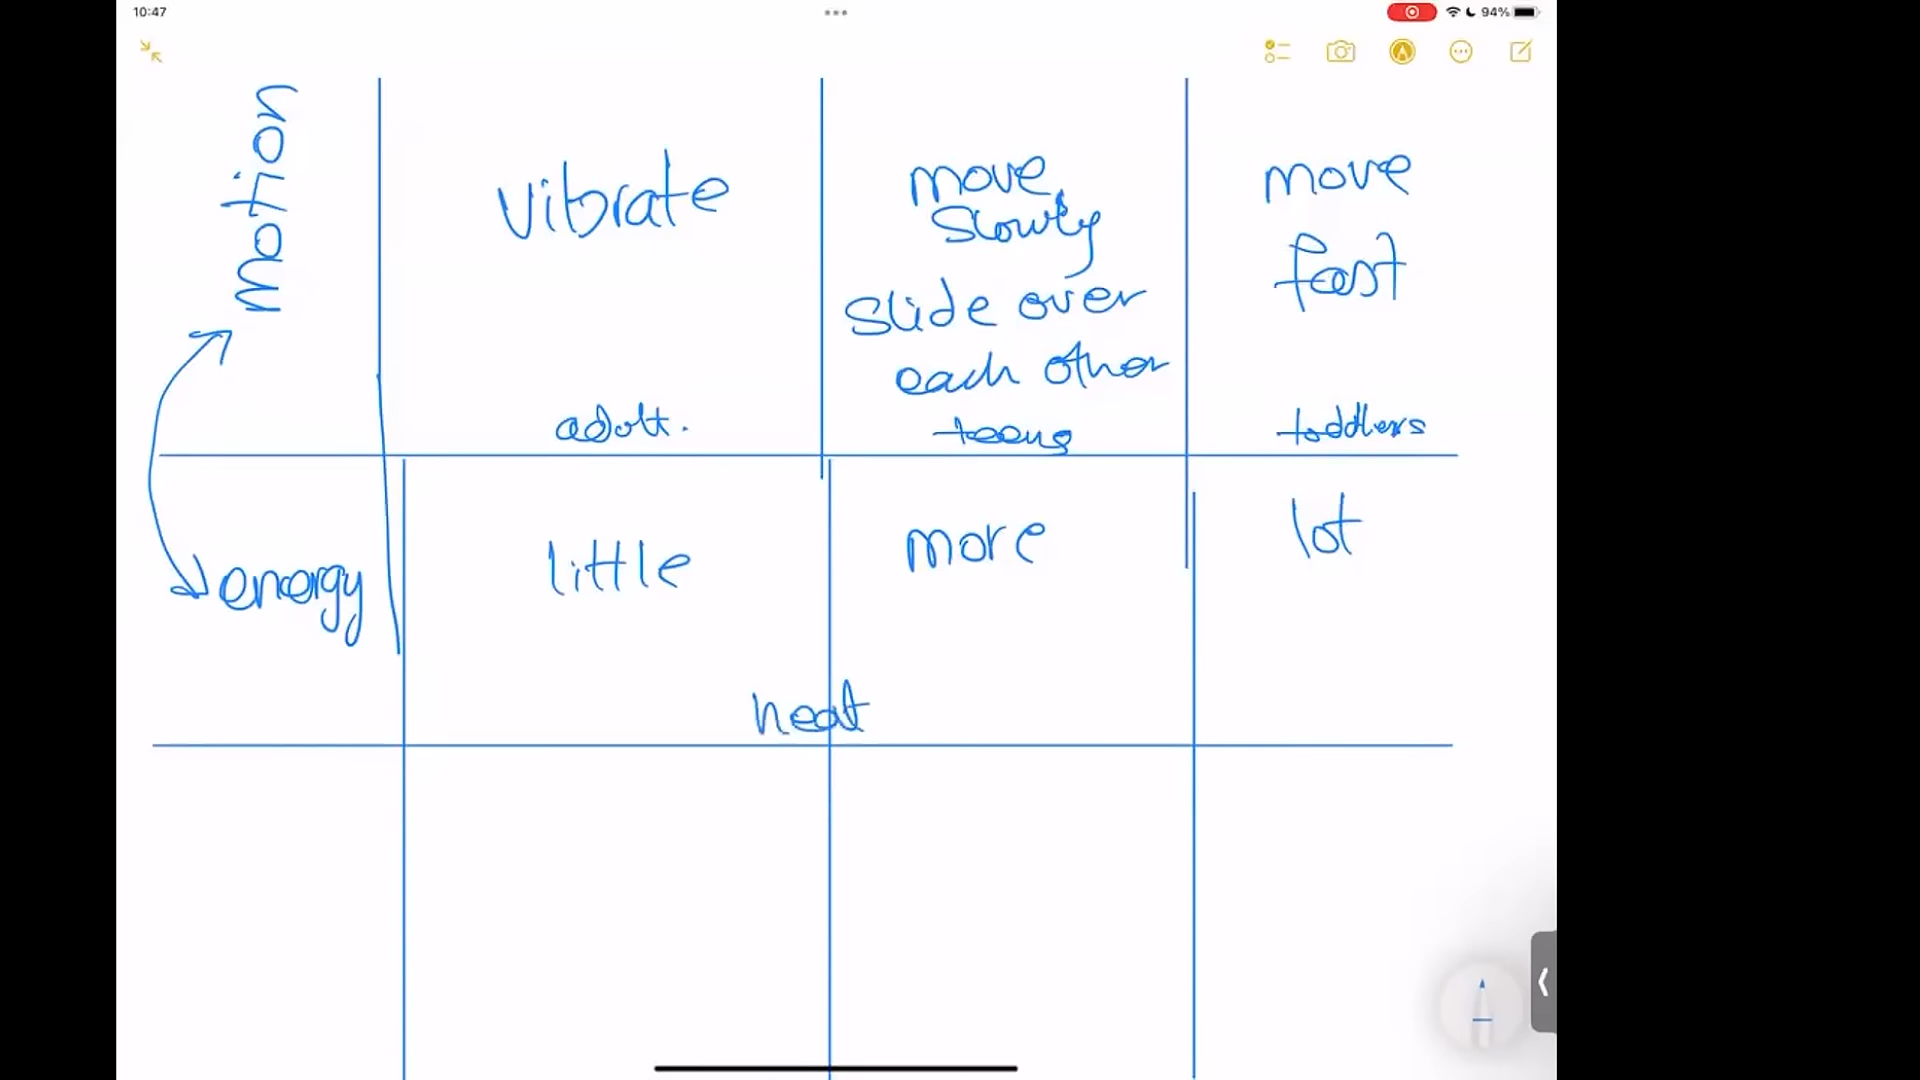 10:47
94%
motion
vibrate
adult.
move
slowly
slide over
each other
teens
move
fast
toddlers
energy
little
more
lot
heat